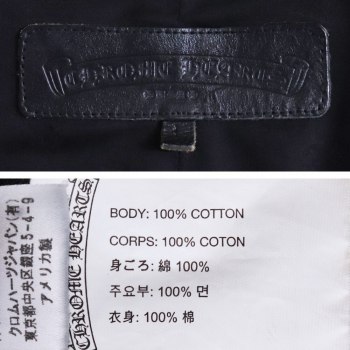 BODY: 100% COTTON
CORPS: 100% COTON
身ごろ: 綿 100%
주요부: 100% 면
衣身: 100% 棉
CHROME HEARTS
クロムハーツジャパン(有)
東京都中央区銀座5-4-9
アメリカ製